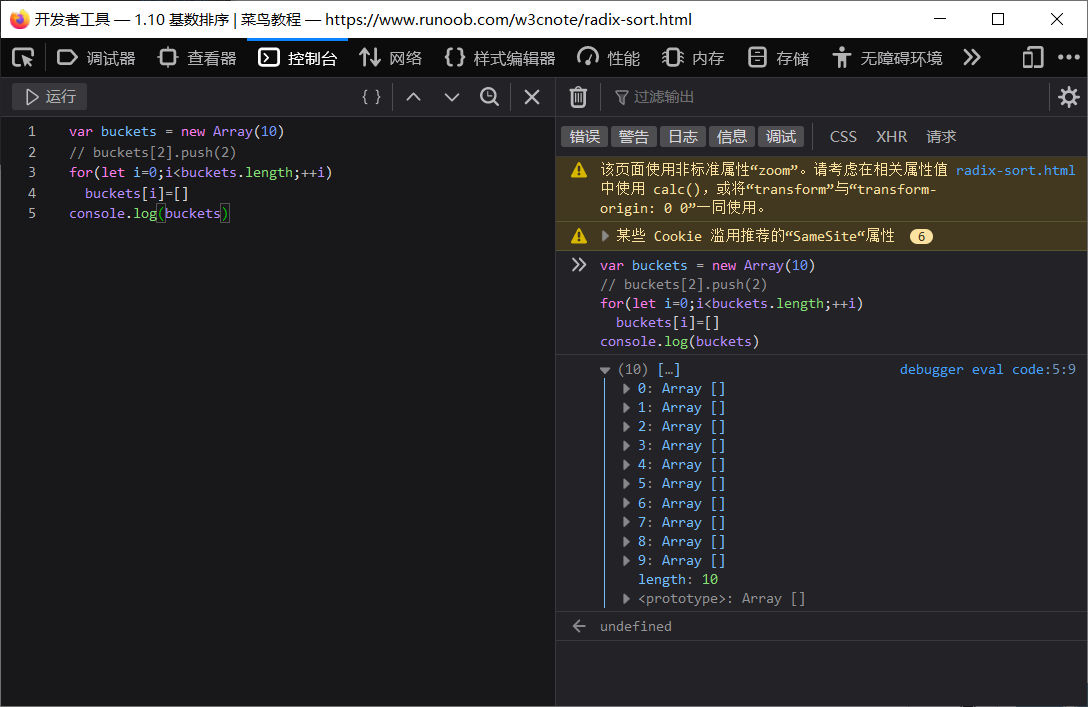 开发者工具 — 1.10 基数排序 | 菜鸟教程 — https://www.runoob.com/w3cnote/radix-sort.html
调试器 查看器 控制台 网络 {} 样式编辑器 性能 内存 存储 无障碍环境
运行 { } 过滤输出
1 var buckets = new Array(10)
2 // buckets[2].push(2)
3 for(let i=0;i<buckets.length;++i)
4 buckets[i]=[]
5 console.log(buckets)
错误 警告 日志 信息 调试 CSS XHR 请求
该页面使用非标准属性“zoom”。请考虑在相关属性值 radix-sort.html
中使用 calc()，或将“transform”与“transform-
origin: 0 0”一同使用。
某些 Cookie 滥用推荐的“SameSite“属性 6
var buckets = new Array(10)
// buckets[2].push(2)
for(let i=0;i<buckets.length;++i)
buckets[i]=[]
console.log(buckets)
(10) […] debugger eval code:5:9
0: Array []
1: Array []
2: Array []
3: Array []
4: Array []
5: Array []
6: Array []
7: Array []
8: Array []
9: Array []
length: 10
<prototype>: Array []
undefined